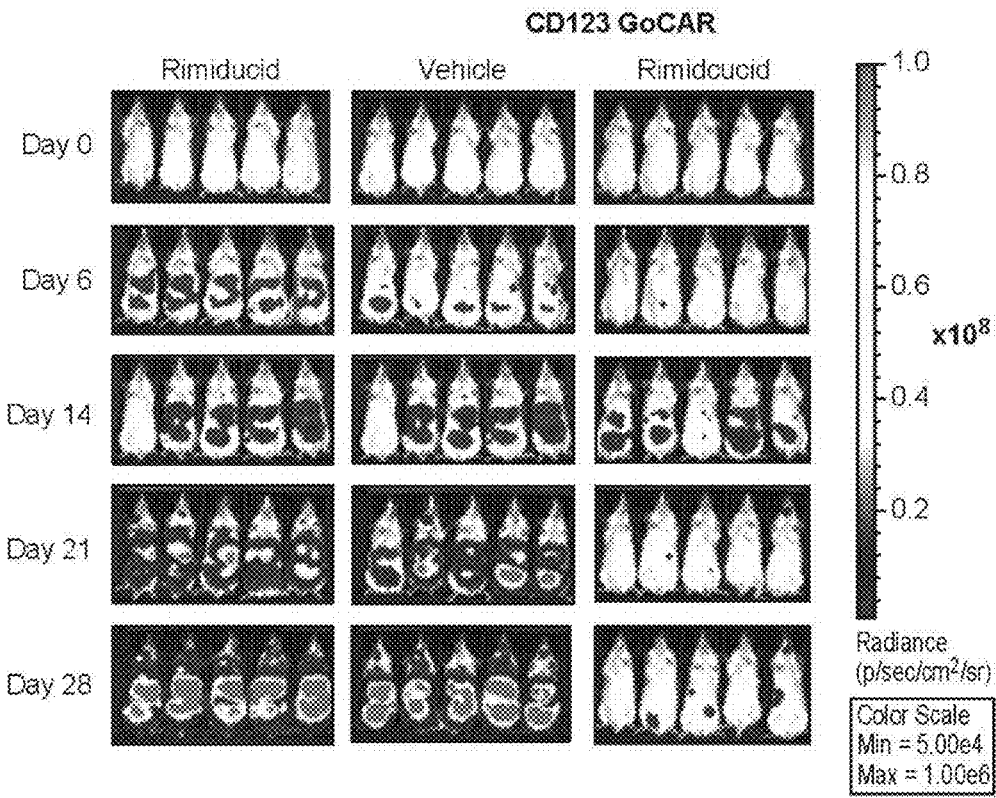 CD123 GoCAR
Rimiducid
Vehicle
Rimidcucid
Day 0
Day 6
Day 14
Day 21
Day 28
1.0
0.8
0.6
x10⁸
0.4
0.2
Radiance
(p/sec/cm²/sr)
Color Scale
Min = 5.00e4
Max = 1.00e6